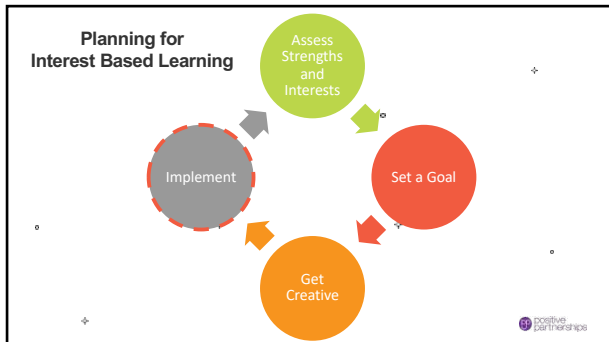 Planning for
Interest Based Learning
Assess
Strengths
and
Interests
Set a Goal
Get
Creative
Implement
positive
partnerships